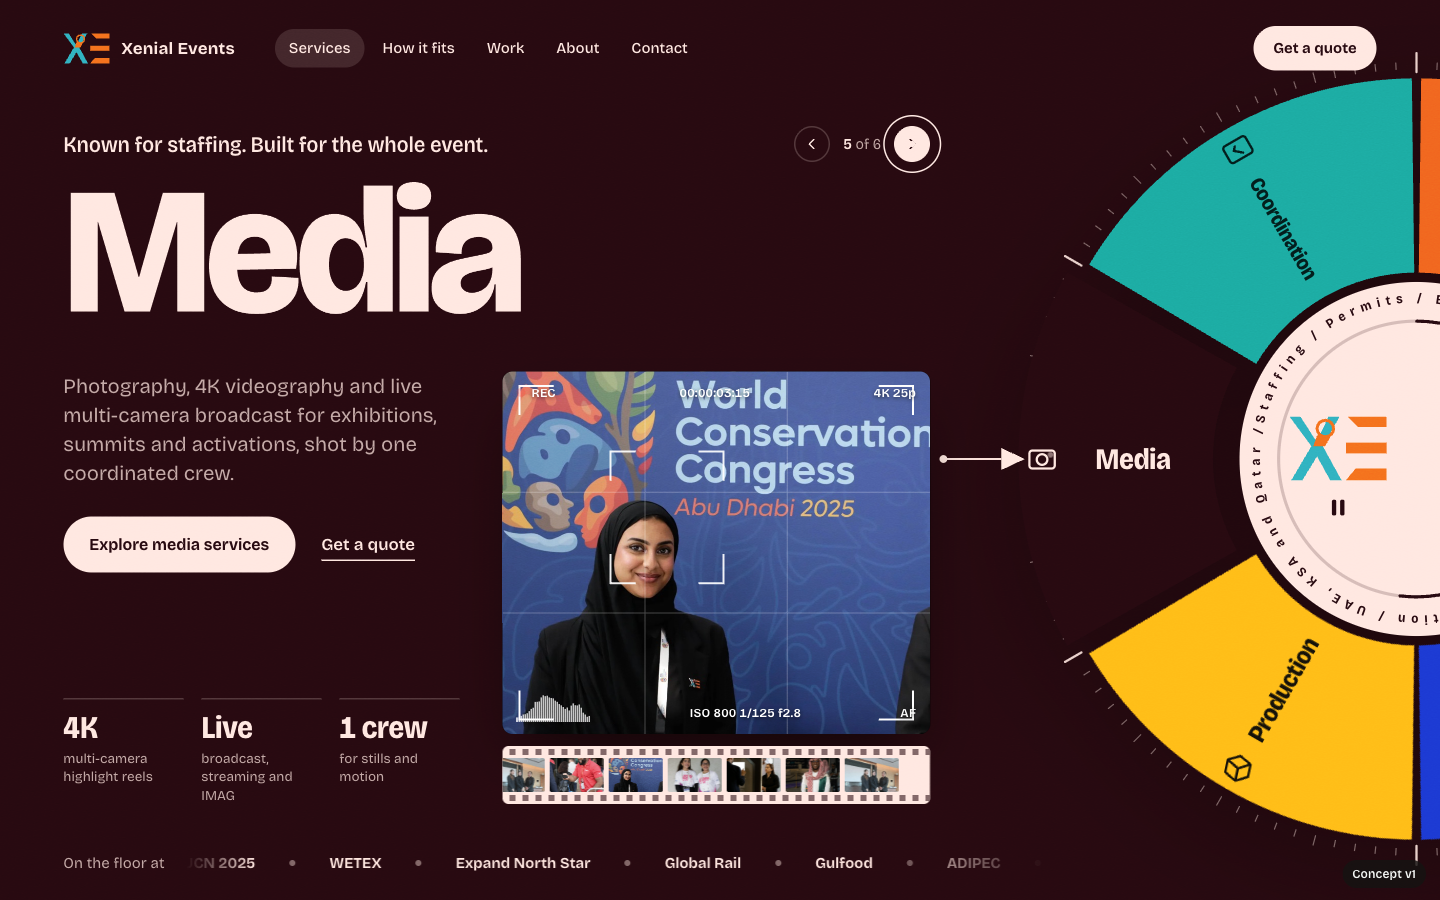 XE Xenial Events
Services
How it fits
Work
About
Contact
Get a quote
Known for staffing. Built for the whole event.
5 of 6
Media
Photography, 4K videography and live
multi-camera broadcast for exhibitions,
summits and activations, shot by one
coordinated crew.
Explore media services
Get a quote
4K
multi-camera
highlight reels
Live
broadcast,
streaming and
IMAG
1 crew
for stills and
motion
REC
00:00:03:15
4K 25p
World
Conservation
Congress
Abu Dhabi 2025
XE
ISO 800 1/125 f2.8
AF
Conservation
Congress
Coordination
Media
Production
UAE, KSA and Qatar / Staffing / Permits /
XE
On the floor at
CN 2025
WETEX
Expand North Star
Global Rail
Gulfood
ADIPEC
Concept v1